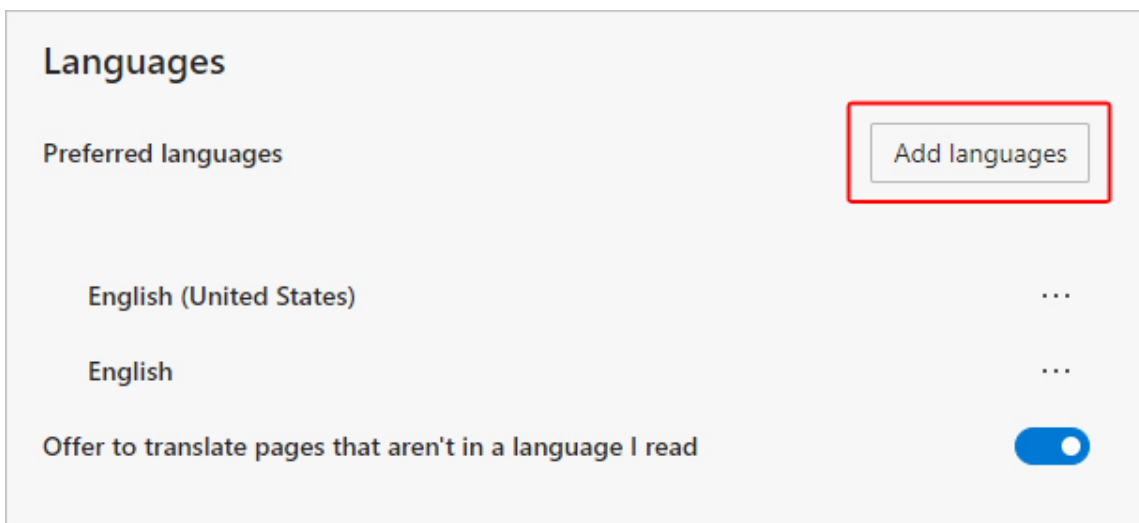 Languages
Preferred languages
Add languages
English (United States)
English
Offer to translate pages that aren't in a language I read